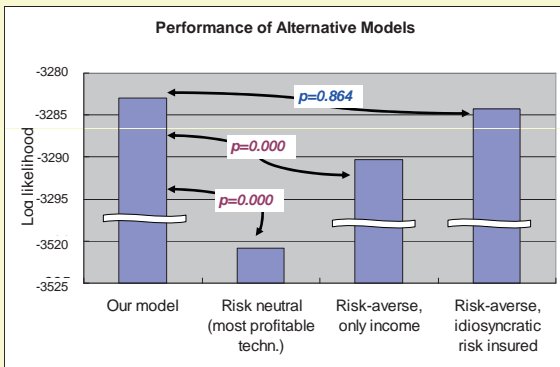 Performance of Alternative Models
Log likelihood
-3280
-3285
-3290
-3295
-3520
-3525
p=0.864
p=0.000
p=0.000
Our model
Risk neutral
(most profitable
techn.)
Risk-averse,
only income
Risk-averse,
idiosyncratic
risk insured